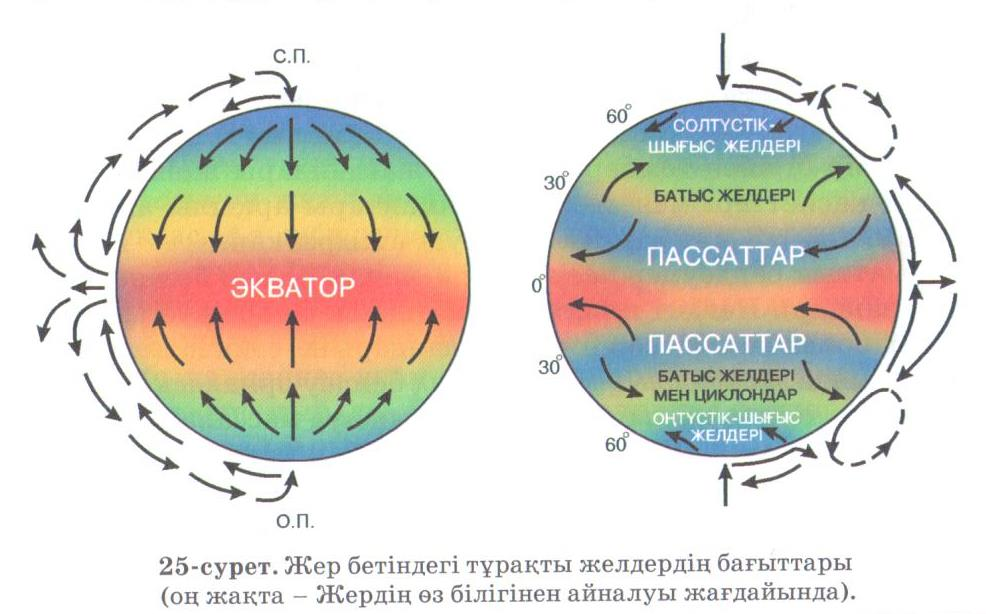 С.П.
ЭКВАТОР
О.П.
60°
30°
0°
30°
60°
СОЛТҮСТІК-
ШЫҒЫС ЖЕЛДЕРІ
БАТЫС ЖЕЛДЕРІ
ПАССАТТАР
ПАССАТТАР
БАТЫС ЖЕЛДЕРІ
МЕН ЦИКЛОНДАР
ОҢТҮСТІК-ШЫҒЫС
ЖЕЛДЕРІ
25-сурет. Жер бетіндегі тұрақты желдердің бағыттары
(оң жақта – Жердің өз білігінен айналуы жағдайында).